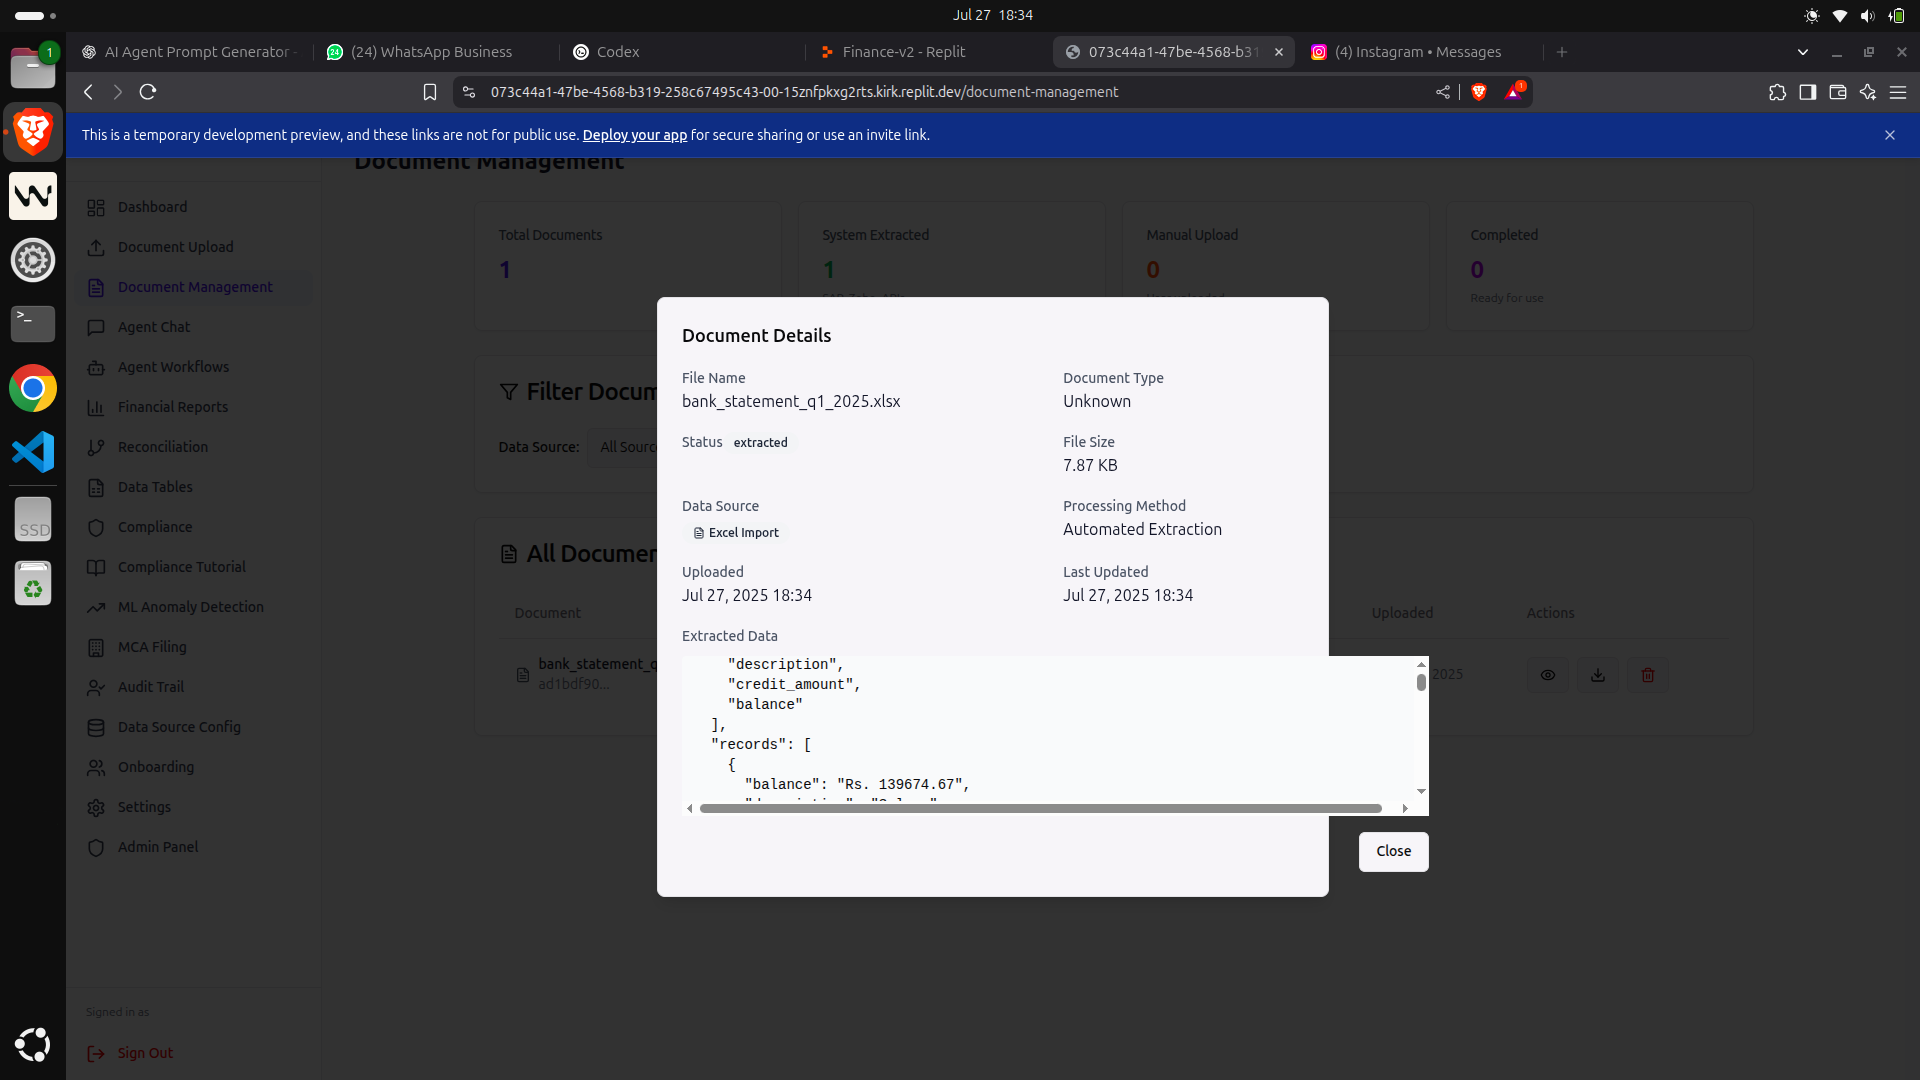 Jul 27 18:34
1
AI Agent Prompt Generator -
(24) WhatsApp Business
Codex
Finance-v2 - Replit
073c44a1-47be-4568-b31
(4) Instagram • Messages
073c44a1-47be-4568-b319-258c67495c43-00-15znfpkxg2rts.kirk.replit.dev/document-management
1
This is a temporary development preview, and these links are not for public use. Deploy your app for secure sharing or use an invite link.
Document Management
Dashboard
Document Upload
Document Management
Agent Chat
Agent Workflows
Financial Reports
Reconciliation
Data Tables
Compliance
Compliance Tutorial
ML Anomaly Detection
MCA Filing
Audit Trail
Data Source Config
Onboarding
Settings
Admin Panel
Signed in as
Sign Out
SSD
Total Documents
1
System Extracted
1
Manual Upload
0
Completed
0
Ready for use
Filter Docum
Data Source:
All Sourc
All Documen
Document
Uploaded
Actions
bank_statement_q
ad1bdf90...
2025
Document Details
File Name
bank_statement_q1_2025.xlsx
Document Type
Unknown
Status extracted
File Size
7.87 KB
Data Source
Excel Import
Processing Method
Automated Extraction
Uploaded
Jul 27, 2025 18:34
Last Updated
Jul 27, 2025 18:34
Extracted Data
"description",
"credit_amount",
"balance"
],
"records": [
{
"balance": "Rs. 139674.67",
Close